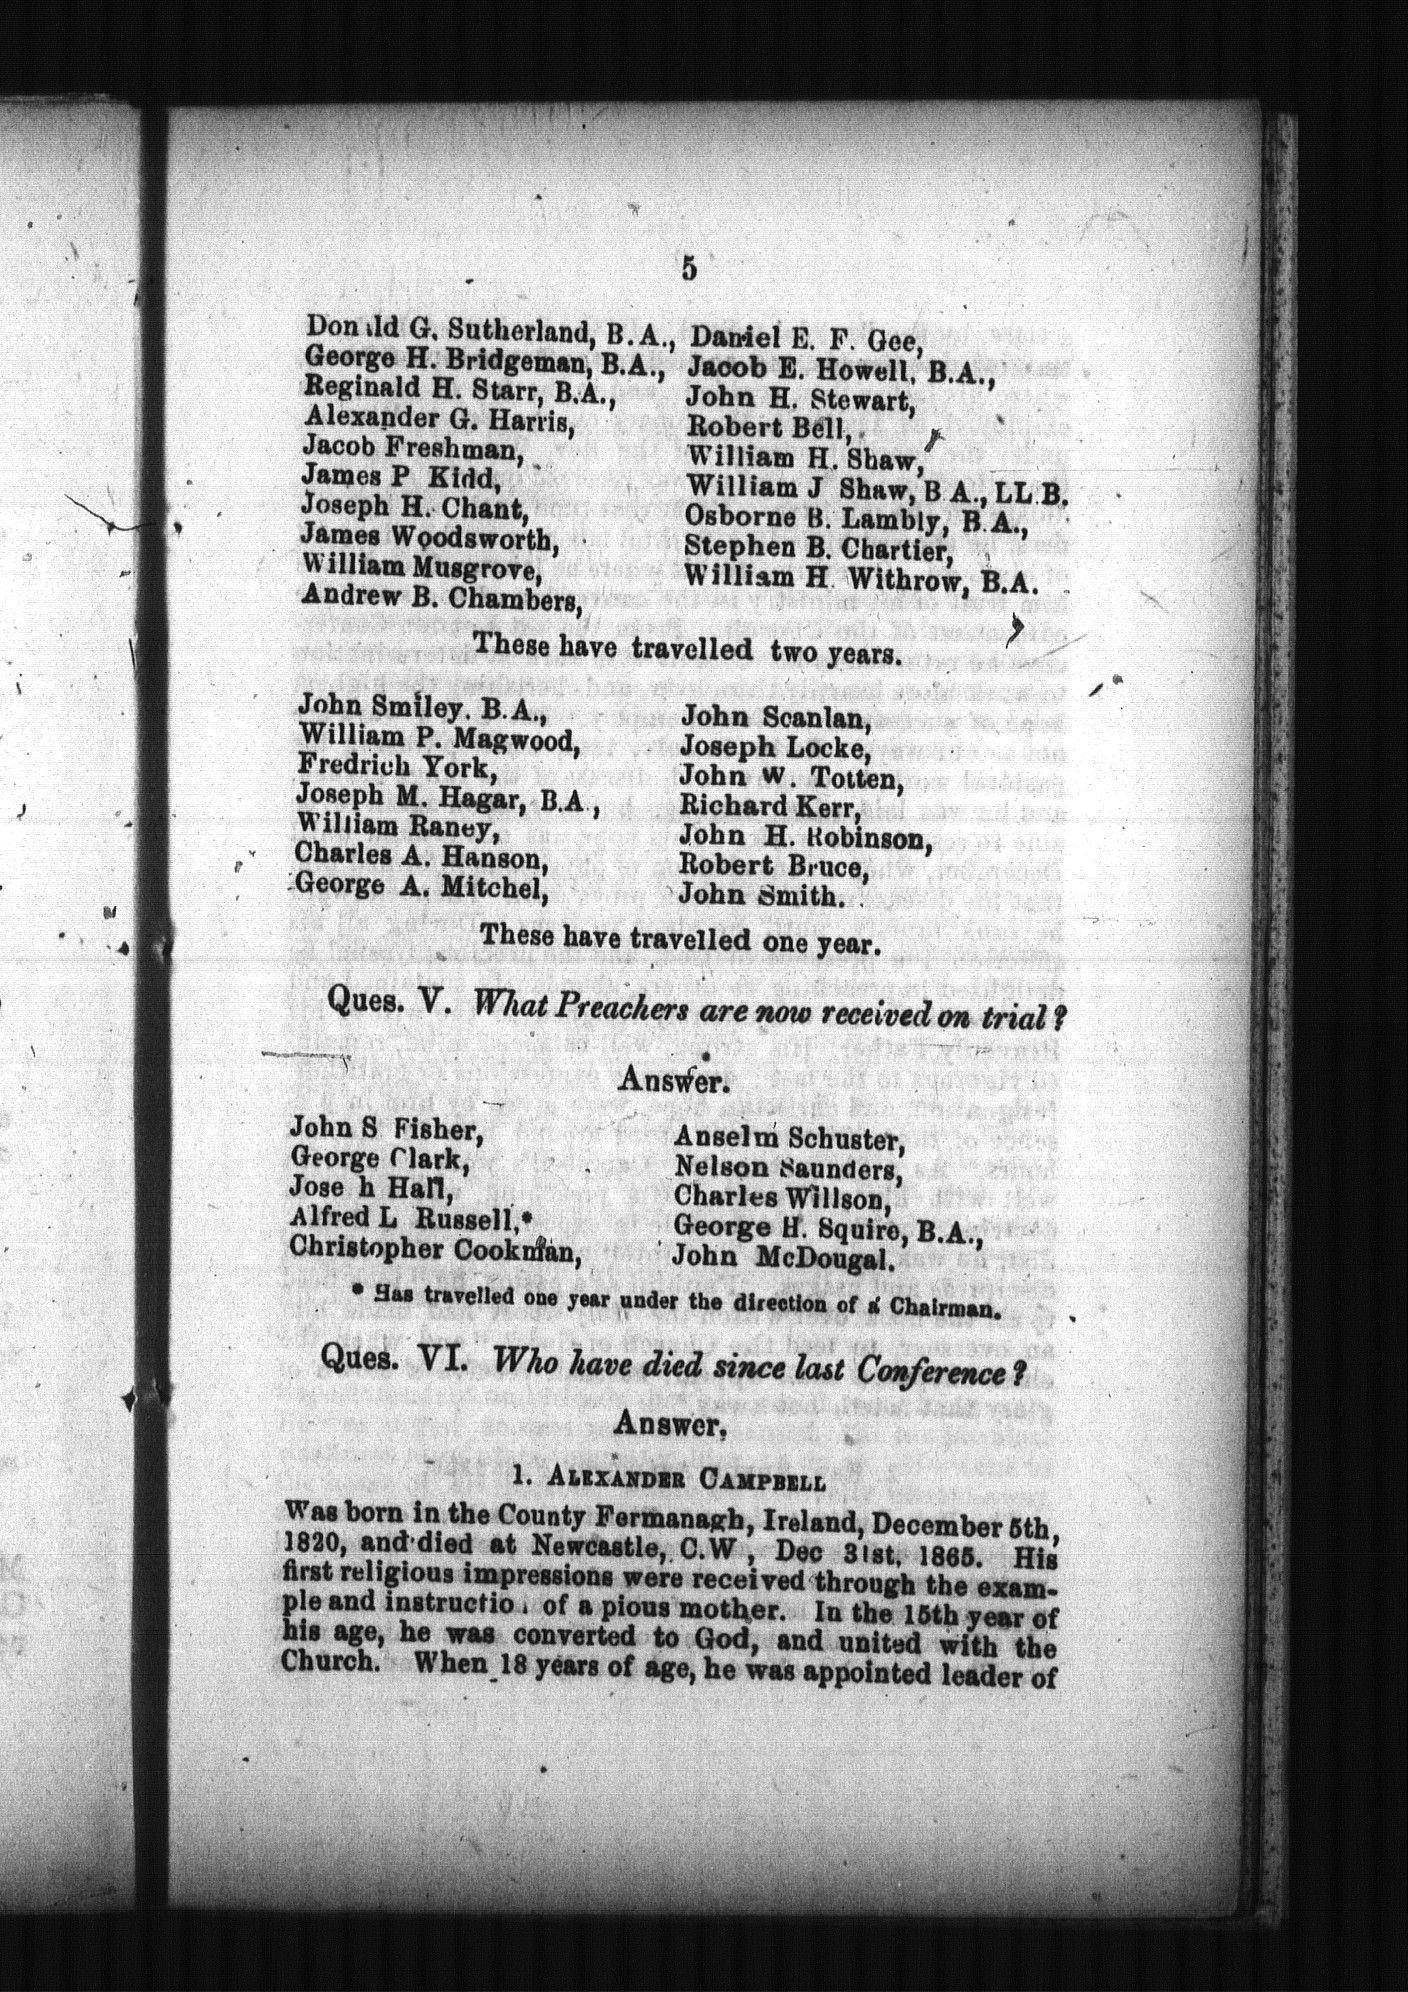 5
Donald G. Sutherland, B.A., Daniel E. F. Gee,
George H. Bridgeman, B.A., Jacob E. Howell, B.A.,
Reginald H. Starr, B.A., John H. Stewart,
Alexander G. Harris, Robert Bell,
Jacob Freshman, William H. Shaw,
James P Kidd, William J Shaw, B A., LL.B.
Joseph H. Chant, Osborne B. Lambly, B.A.,
James Woodsworth, Stephen B. Chartier,
William Musgrove, William H. Withrow, B.A.
Andrew B. Chambers,
These have travelled two years.
John Smiley. B.A., John Scanlan,
William P. Magwood, Joseph Locke,
Fredrich York, John W. Totten,
Joseph M. Hagar, B.A., Richard Kerr,
William Raney, John H. Robinson,
Charles A. Hanson, Robert Bruce,
George A. Mitchel, John Smith.
These have travelled one year.
Ques. V. What Preachers are now received on trial?
Answer.
John S Fisher, Anselm Schuster,
George Clark, Nelson Saunders,
Jose h Hall, Charles Willson,
Alfred L Russell,* George H. Squire, B.A.,
Christopher Cookman, John McDougal.
* Has travelled one year under the direction of a Chairman.
Ques. VI. Who have died since last Conference?
Answer.
1. ALEXANDER CAMPBELL
Was born in the County Fermanagh, Ireland, December 5th,
1820, and died at Newcastle, C.W, Dec 31st, 1865. His
first religious impressions were received through the exam-
ple and instructio. of a pious mother. In the 15th year of
his age, he was converted to God, and united with the
Church. When 18 years of age, he was appointed leader of